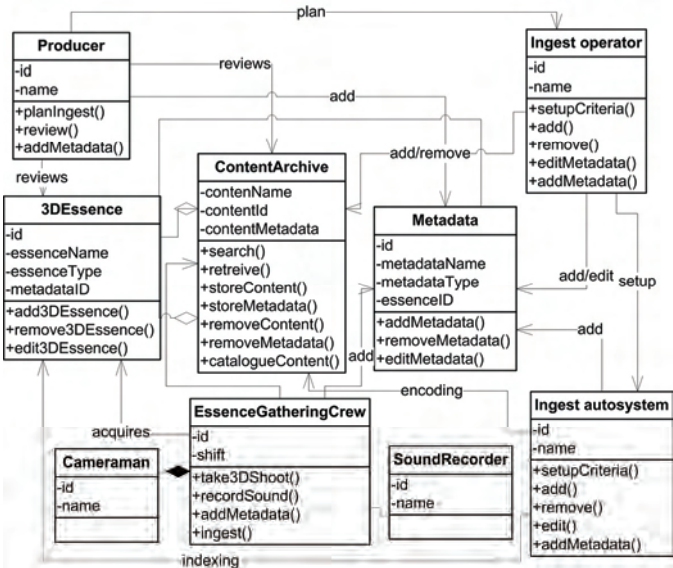 plan
Producer
-id
-name
+planIngest()
+review()
+addMetadata()
Ingest operator
-id
-name
+setupCriteria()
+add()
+remove()
+editMetadata()
+addMetadata()
reviews
add
add/remove
reviews
ContentArchive
-contenName
-contentId
-contentMetadata
+search()
+retreive()
+storeContent()
+storeMetadata()
+removeContent()
+removeMetadata()
+catalogueContent()
3DEssence
-id
-essenceName
-essenceType
-metadataID
+add3DEssence()
+remove3DEssence()
+edit3DEssence()
Metadata
-id
-metadataName
-metadataType
-essenceID
+addMetadata()
+removeMetadata()
+editMetadata()
add/edit
setup
add
add
encoding
acquires
EssenceGatheringCrew
-id
-shift
+take3DShoot()
+recordSound()
+addMetadata()
+ingest()
Cameraman
-id
-name
SoundRecorder
-id
-name
Ingest autosystem
-id
-name
+setupCriteria()
+add()
+remove()
+edit()
+addMetadata()
indexing